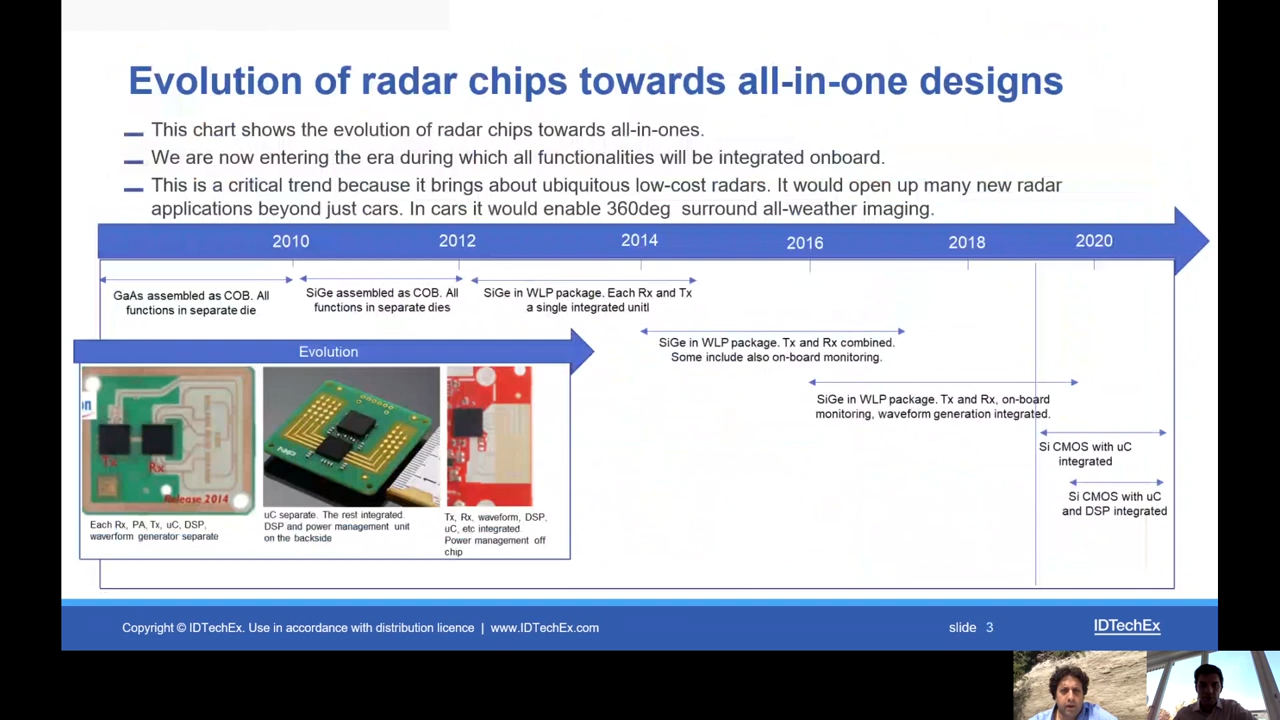 Evolution of radar chips towards all-in-one designs
This chart shows the evolution of radar chips towards all-in-ones.
We are now entering the era during which all functionalities will be integrated onboard.
This is a critical trend because it brings about ubiquitous low-cost radars. It would open up many new radar
applications beyond just cars. In cars it would enable 360deg surround all-weather imaging.
2010 2012 2014 2016 2018 2020
GaAs assembled as COB. All
functions in separate die
SiGe assembled as COB. All
functions in separate dies
SiGe in WLP package. Each Rx and Tx
a single integrated unitl
SiGe in WLP package. Tx and Rx combined.
Some include also on-board monitoring.
SiGe in WLP package. Tx and Rx, on-board
monitoring, waveform generation integrated.
Si CMOS with uC
integrated
Si CMOS with uC
and DSP integrated
Evolution
on
Tx
Rx
Release 2014
NXP
Each Rx, PA, Tx, uC, DSP,
waveform generator separate
uC separate. The rest integrated.
DSP and power management unit
on the backside
Tx, Rx, waveform, DSP,
uC, etc integrated.
Power management off
chip
Copyright © IDTechEx. Use in accordance with distribution licence | www.IDTechEx.com
slide 3
IDTechEx